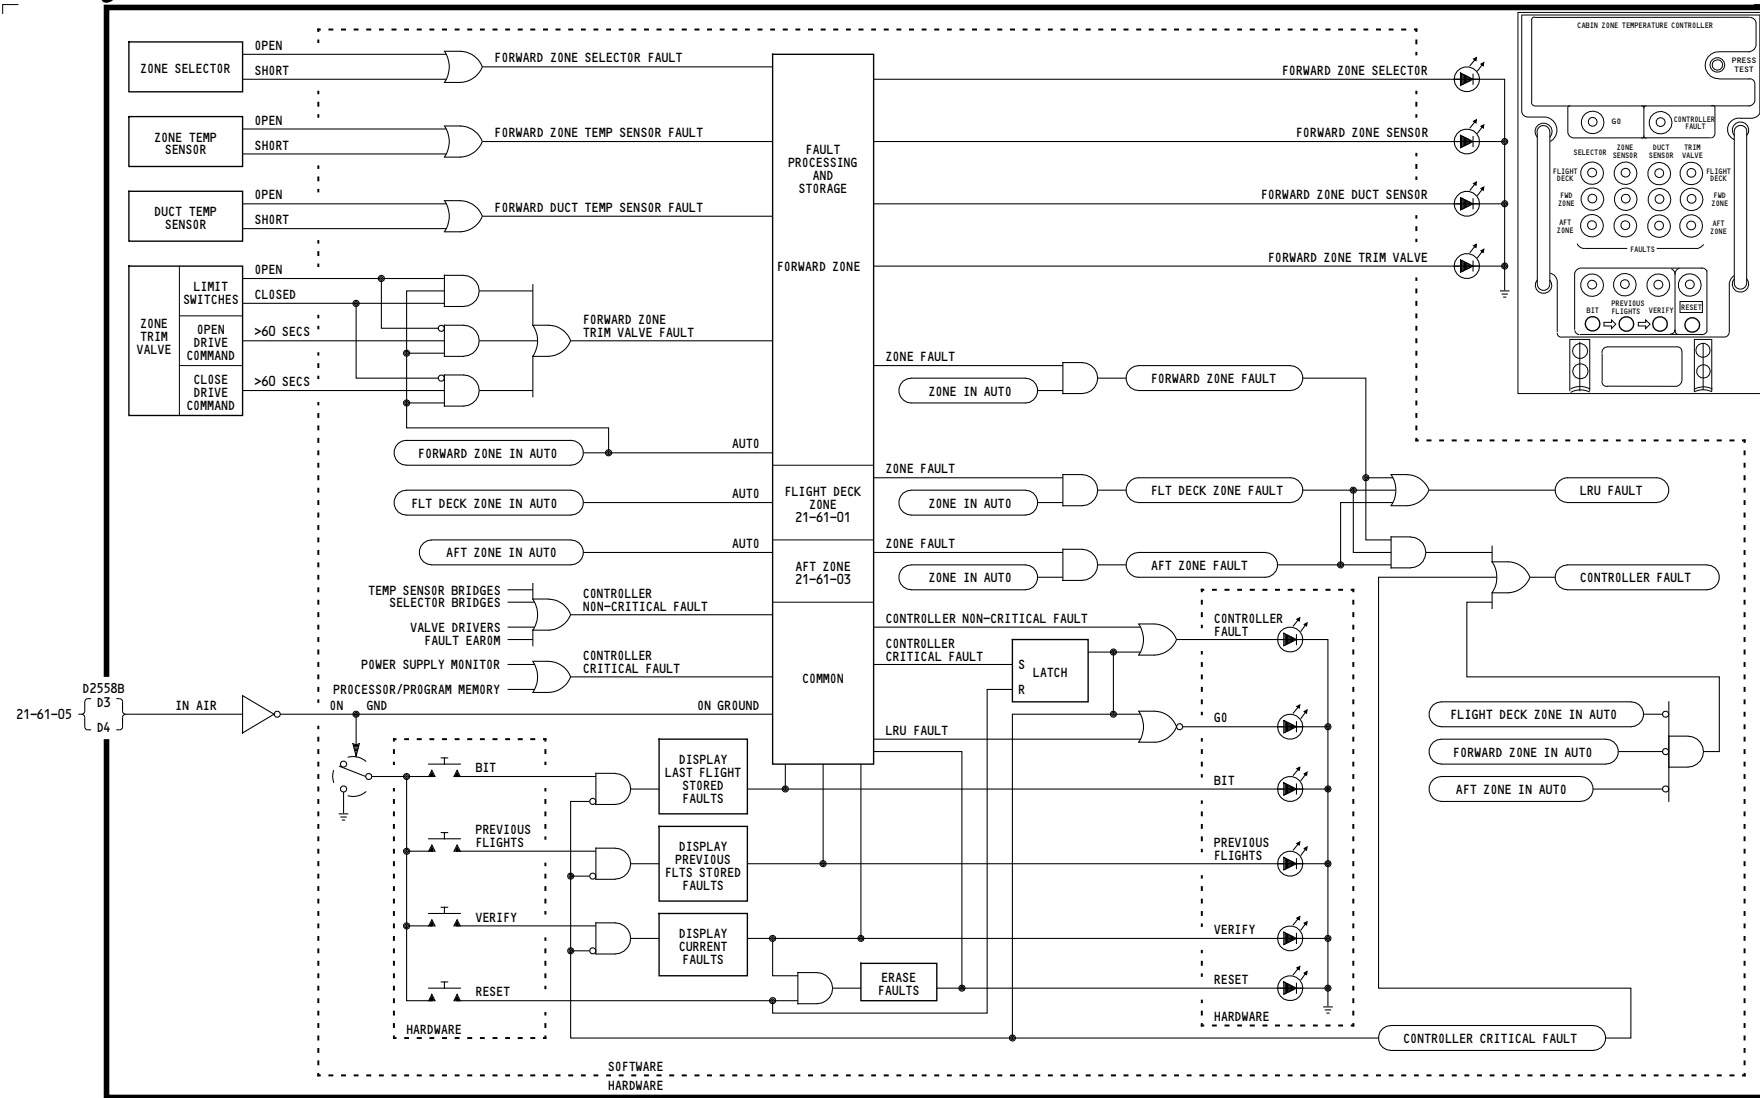 ZONE SELECTOR
OPEN
SHORT
FORWARD ZONE SELECTOR FAULT
ZONE TEMP
SENSOR
OPEN
SHORT
FORWARD ZONE TEMP SENSOR FAULT
DUCT TEMP
SENSOR
OPEN
SHORT
FORWARD DUCT TEMP SENSOR FAULT
ZONE
TRIM
VALVE
LIMIT
SWITCHES
OPEN
CLOSED
OPEN
DRIVE
COMMAND
>60 SECS
CLOSE
DRIVE
COMMAND
>60 SECS
FORWARD ZONE
TRIM VALVE FAULT
FORWARD ZONE IN AUTO
AUTO
FLT DECK ZONE IN AUTO
AUTO
AFT ZONE IN AUTO
AUTO
TEMP SENSOR BRIDGES
SELECTOR BRIDGES
VALVE DRIVERS
FAULT EAROM
CONTROLLER
NON-CRITICAL FAULT
POWER SUPPLY MONITOR
PROCESSOR/PROGRAM MEMORY
CONTROLLER
CRITICAL FAULT
21-61-05
D2558B
D3
D4
IN AIR
ON GND
ON GROUND
FAULT
PROCESSING
AND
STORAGE
FORWARD ZONE
FLIGHT DECK
ZONE
21-61-01
AFT ZONE
21-61-03
COMMON
FORWARD ZONE SELECTOR
FORWARD ZONE SENSOR
FORWARD ZONE DUCT SENSOR
FORWARD ZONE TRIM VALVE
ZONE FAULT
ZONE IN AUTO
FORWARD ZONE FAULT
ZONE FAULT
ZONE IN AUTO
FLT DECK ZONE FAULT
ZONE FAULT
ZONE IN AUTO
AFT ZONE FAULT
LRU FAULT
CONTROLLER FAULT
CONTROLLER NON-CRITICAL FAULT
CONTROLLER
CRITICAL FAULT
S
LATCH
R
LRU FAULT
CONTROLLER
FAULT
GO
BIT
PREVIOUS
FLIGHTS
VERIFY
RESET
HARDWARE
FLIGHT DECK ZONE IN AUTO
FORWARD ZONE IN AUTO
AFT ZONE IN AUTO
BIT
PREVIOUS
FLIGHTS
VERIFY
RESET
HARDWARE
DISPLAY
LAST FLIGHT
STORED
FAULTS
DISPLAY
PREVIOUS
FLTS STORED
FAULTS
DISPLAY
CURRENT
FAULTS
ERASE
FAULTS
CONTROLLER CRITICAL FAULT
SOFTWARE
HARDWARE
CABIN ZONE TEMPERATURE CONTROLLER
PRESS
TEST
GO
CONTROLLER
FAULT
SELECTOR
ZONE
SENSOR
DUCT
SENSOR
TRIM
VALVE
FLIGHT
DECK
FLIGHT
DECK
FWD
ZONE
FWD
ZONE
AFT
ZONE
AFT
ZONE
FAULTS
BIT
PREVIOUS
FLIGHTS
VERIFY
RESET